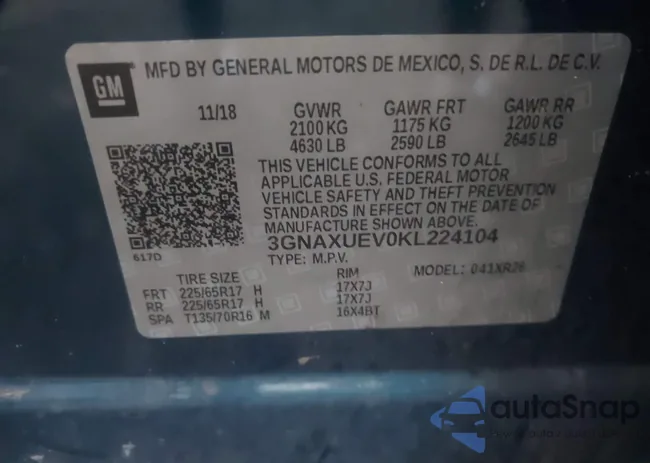 GM
MFD BY GENERAL MOTORS DE MEXICO, S. DE R.L. DE C.V.
11/18 GVWR GAWR FRT GAWR RR
2100 KG 1175 KG 1200 KG
4630 LB 2590 LB 2645 LB
THIS VEHICLE CONFORMS TO ALL
APPLICABLE U.S. FEDERAL MOTOR
VEHICLE SAFETY AND THEFT PREVENTION
STANDARDS IN EFFECT ON THE DATE OF
MANUFACTURE SHOWN ABOVE.
3GNAXUEV0KL224104
617D
TYPE: M.P.V. MODEL: 041XR26
TIRE SIZE RIM
FRT 225/65R17 H 17X7J
RR 225/65R17 H 17X7J
SPA T135/70R16 M 16X4BT
autaSnap